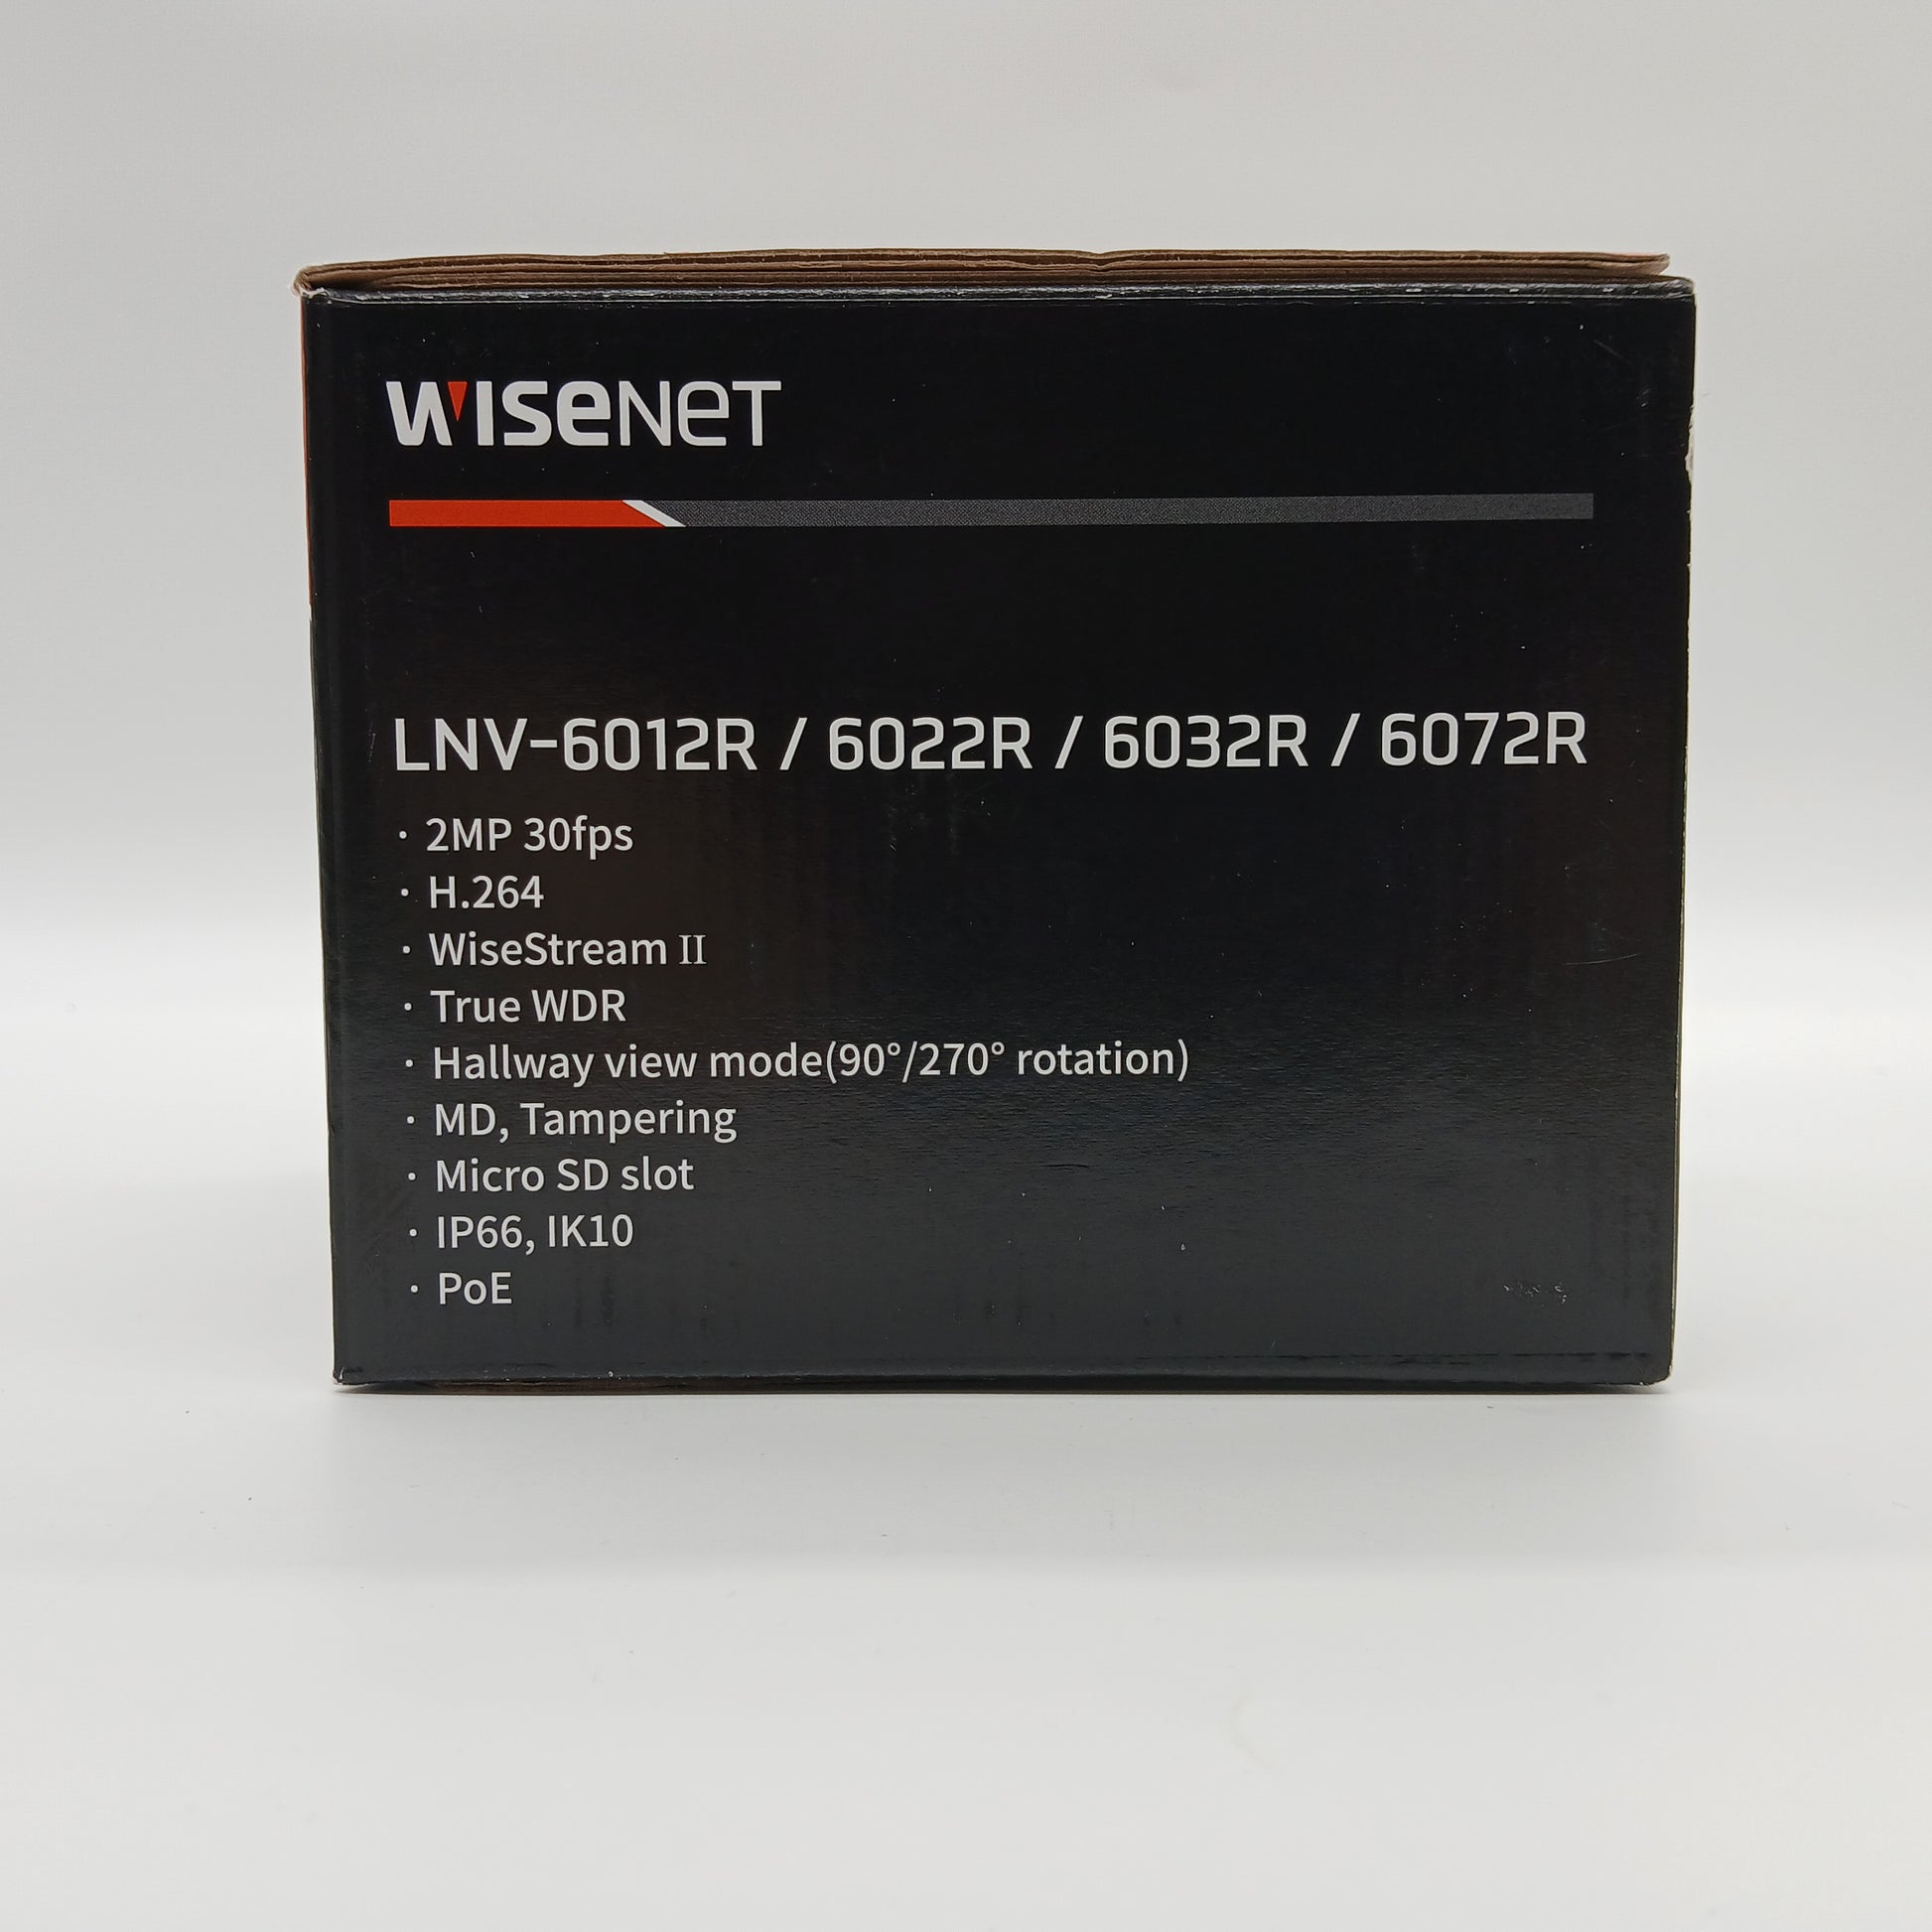 WISENET
LNV-6012R / 6022R / 6032R / 6072R
· 2MP 30fps
· H.264
· WiseStream II
· True WDR
· Hallway view mode(90°/270° rotation)
· MD, Tampering
· Micro SD slot
· IP66, IK10
· PoE